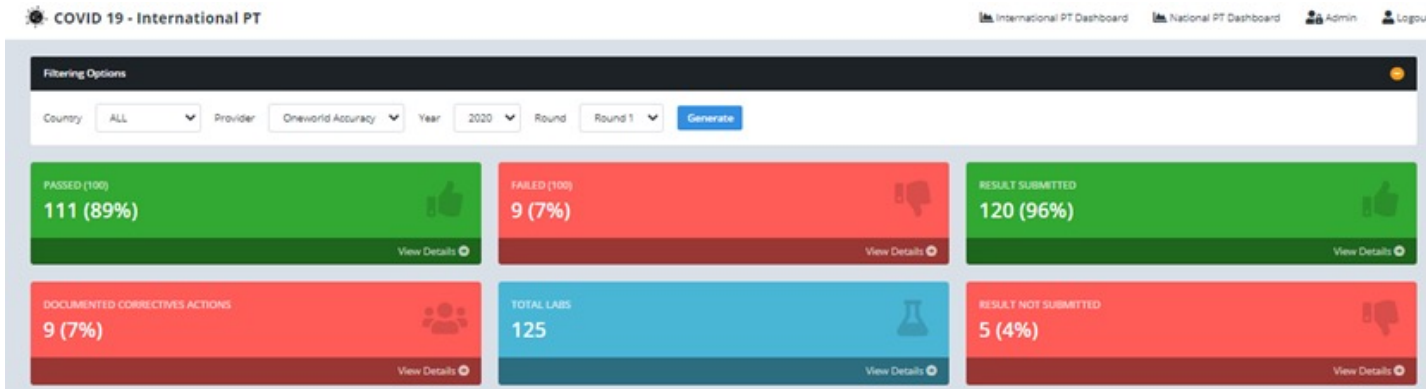 COVID 19 - International PT
International PT Dashboard National PT Dashboard Admin Logou
Filtering Options
Country ALL Provider Oneworld Accuracy Year 2020 Round Round 1 Generate
PASSED (100)
111 (89%)
View Details
FAILED (100)
9 (7%)
View Details
RESULT SUBMITTED
120 (96%)
View Details
DOCUMENTED CORRECTIVES ACTIONS
9 (7%)
View Details
TOTAL LABS
125
View Details
RESULT NOT SUBMITTED
5 (4%)
View Details